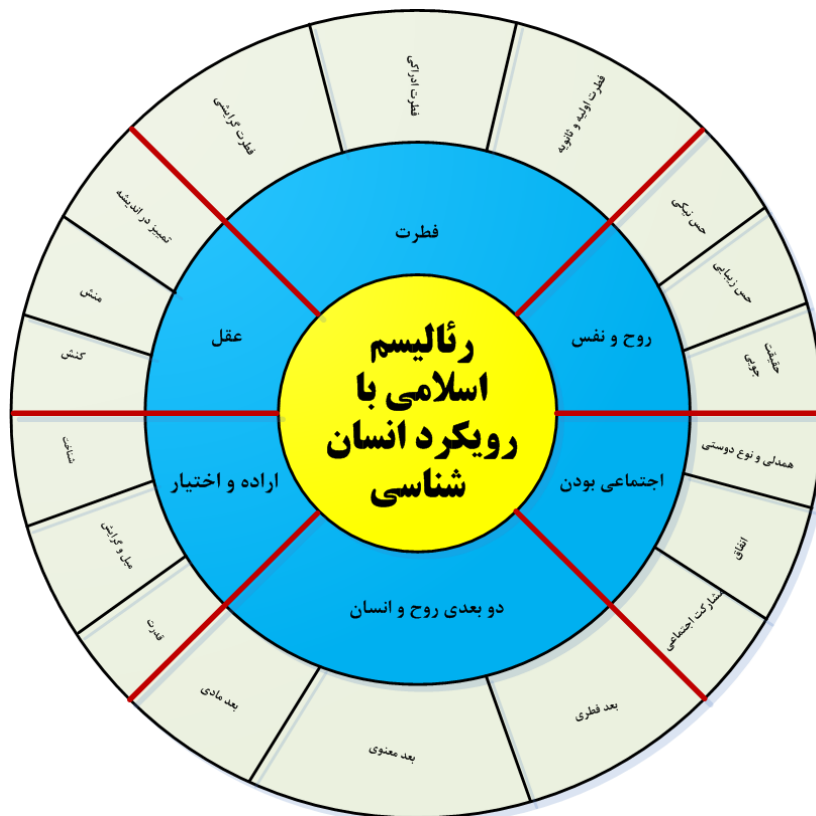 رئالیسم
اسلامی با
رویکرد انسان
شناسی
فطرت
روح و نفس
اجتماعی بودن
دو بعدی روح و انسان
اراده و اختیار
عقل
فطرت گرایشی
فطرت ادراکی
فطرت اولیه و ثانویه
حس نیکی
حس زیبایی
حقیقت
جویی
همدلی و نوع دوستی
انفاق
مشارکت اجتماعی
بعد فطری
بعد معنوی
بعد مادی
قدرت
میل و گرایش
شناخت
کنش
منش
تمییز در اندیشه